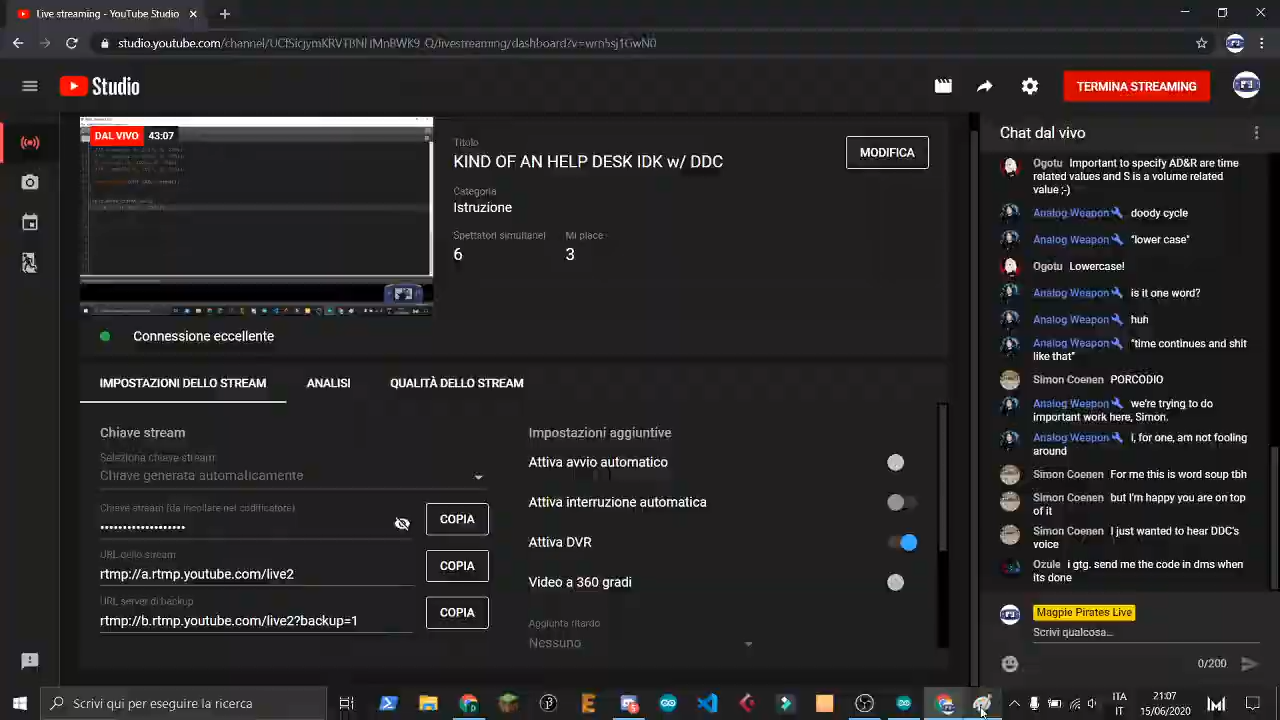 Live streaming - YouTube Studio
Studio
TERMINA STREAMING
DAL VIVO 43:07
Titolo
KIND OF AN HELP DESK IDK w/ DDC
MODIFICA
Categoria
Istruzione
Spettatori simultanei
Mi piace
6
3
Connessione eccellente
IMPOSTAZIONI DELLO STREAM
ANALISI
QUALITÀ DELLO STREAM
Chiave stream
Seleziona chiave stream
Chiave generata automaticamente
Chiave stream (da incollare nel codificatore)
••••••••••••••••••
COPIA
URL dello stream
rtmp://a.rtmp.youtube.com/live2
COPIA
URL server di backup
rtmp://b.rtmp.youtube.com/live2?backup=1
COPIA
Impostazioni aggiuntive
Attiva avvio automatico
Attiva interruzione automatica
Attiva DVR
Video a 360 gradi
Aggiunta ritardo
Nessuno
Chat dal vivo
Ogotu Important to specify AD&R are time
related values and S is a volume related
value ;-)
Analog Weapon doody cycle
Analog Weapon "lower case"
Ogotu Lowercase!
Analog Weapon is it one word?
Analog Weapon huh
Analog Weapon "time continues and shit
like that"
Simon Coenen PORCODIO
Analog Weapon we're trying to do
important work here, Simon.
Analog Weapon I, for one, am not fooling
around
Simon Coenen For me this is word soup tbh
Simon Coenen but I'm happy you are on top
of it
Simon Coenen I just wanted to hear DDC's
voice
Ozule i gtg. send me the code in dms when
its done
Magpie Pirates Live
Scrivi qualcosa...
0/200
Scrivi qui per eseguire la ricerca
ITA
IT
21:07
15/06/2020